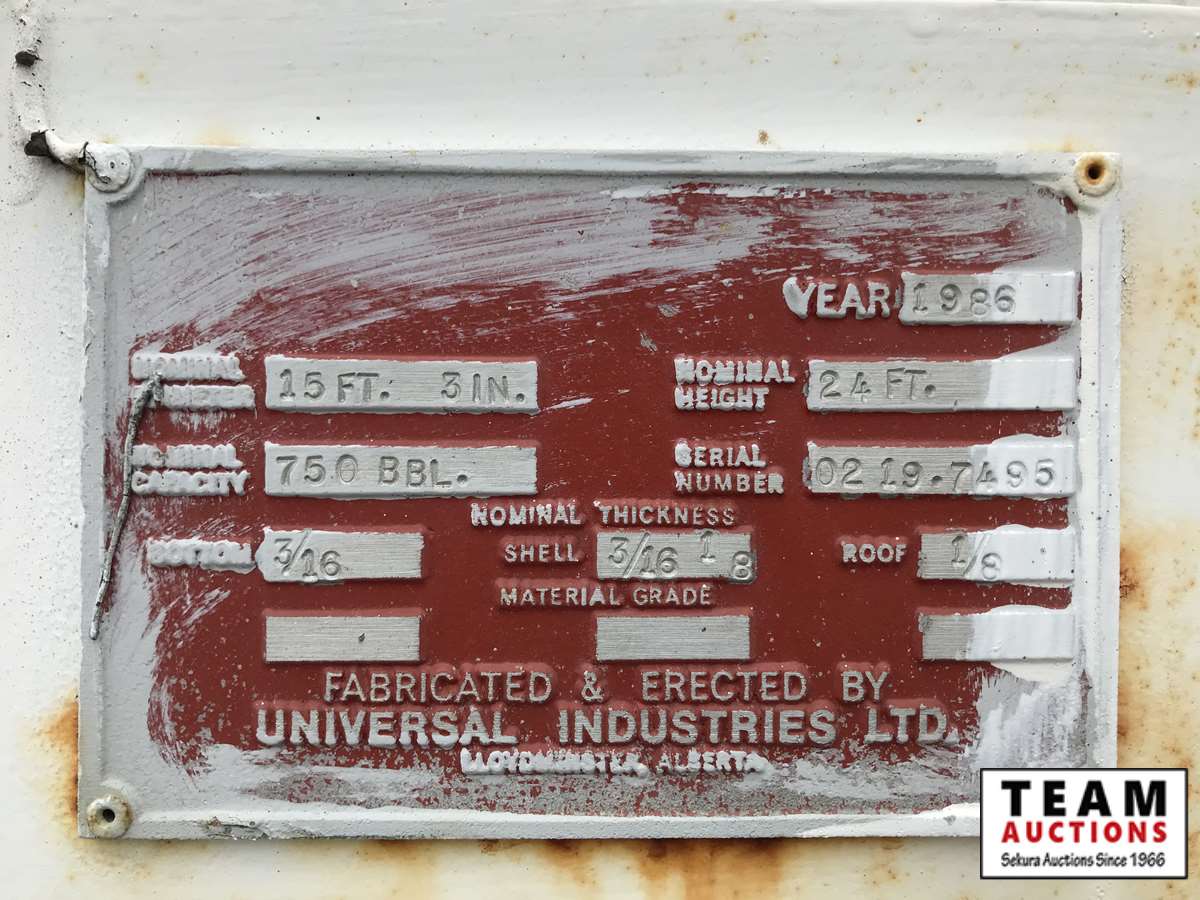 YEAR 1986
NOMINAL DIAMETER 15 FT. 3 IN. NOMINAL HEIGHT 24 FT.
NOMINAL CAPACITY 750 BBL. SERIAL NUMBER 02 19.7495
NOMINAL THICKNESS
BOTTOM 3/16 SHELL 3/16 1/8 ROOF 1/8
MATERIAL GRADE
FABRICATED & ERECTED BY
UNIVERSAL INDUSTRIES LTD.
LLOYDMINSTER, ALBERTA.
TEAM
AUCTIONS
Sekura Auctions Since 1966